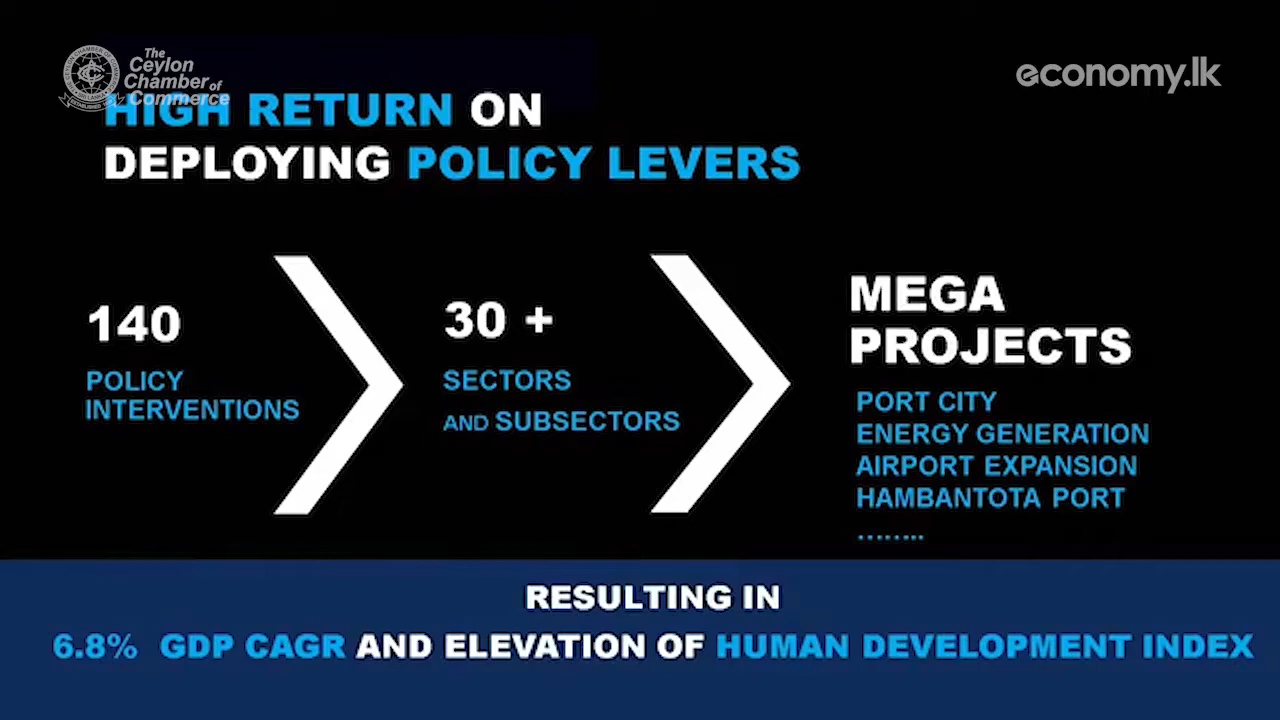 The
Ceylon
Chamber of
Commerce
economy.lk
HIGH RETURN ON
DEPLOYING POLICY LEVERS
140
POLICY
INTERVENTIONS
30 +
SECTORS
AND SUBSECTORS
MEGA
PROJECTS
PORT CITY
ENERGY GENERATION
AIRPORT EXPANSION
HAMBANTOTA PORT
........
RESULTING IN
6.8% GDP CAGR AND ELEVATION OF HUMAN DEVELOPMENT INDEX